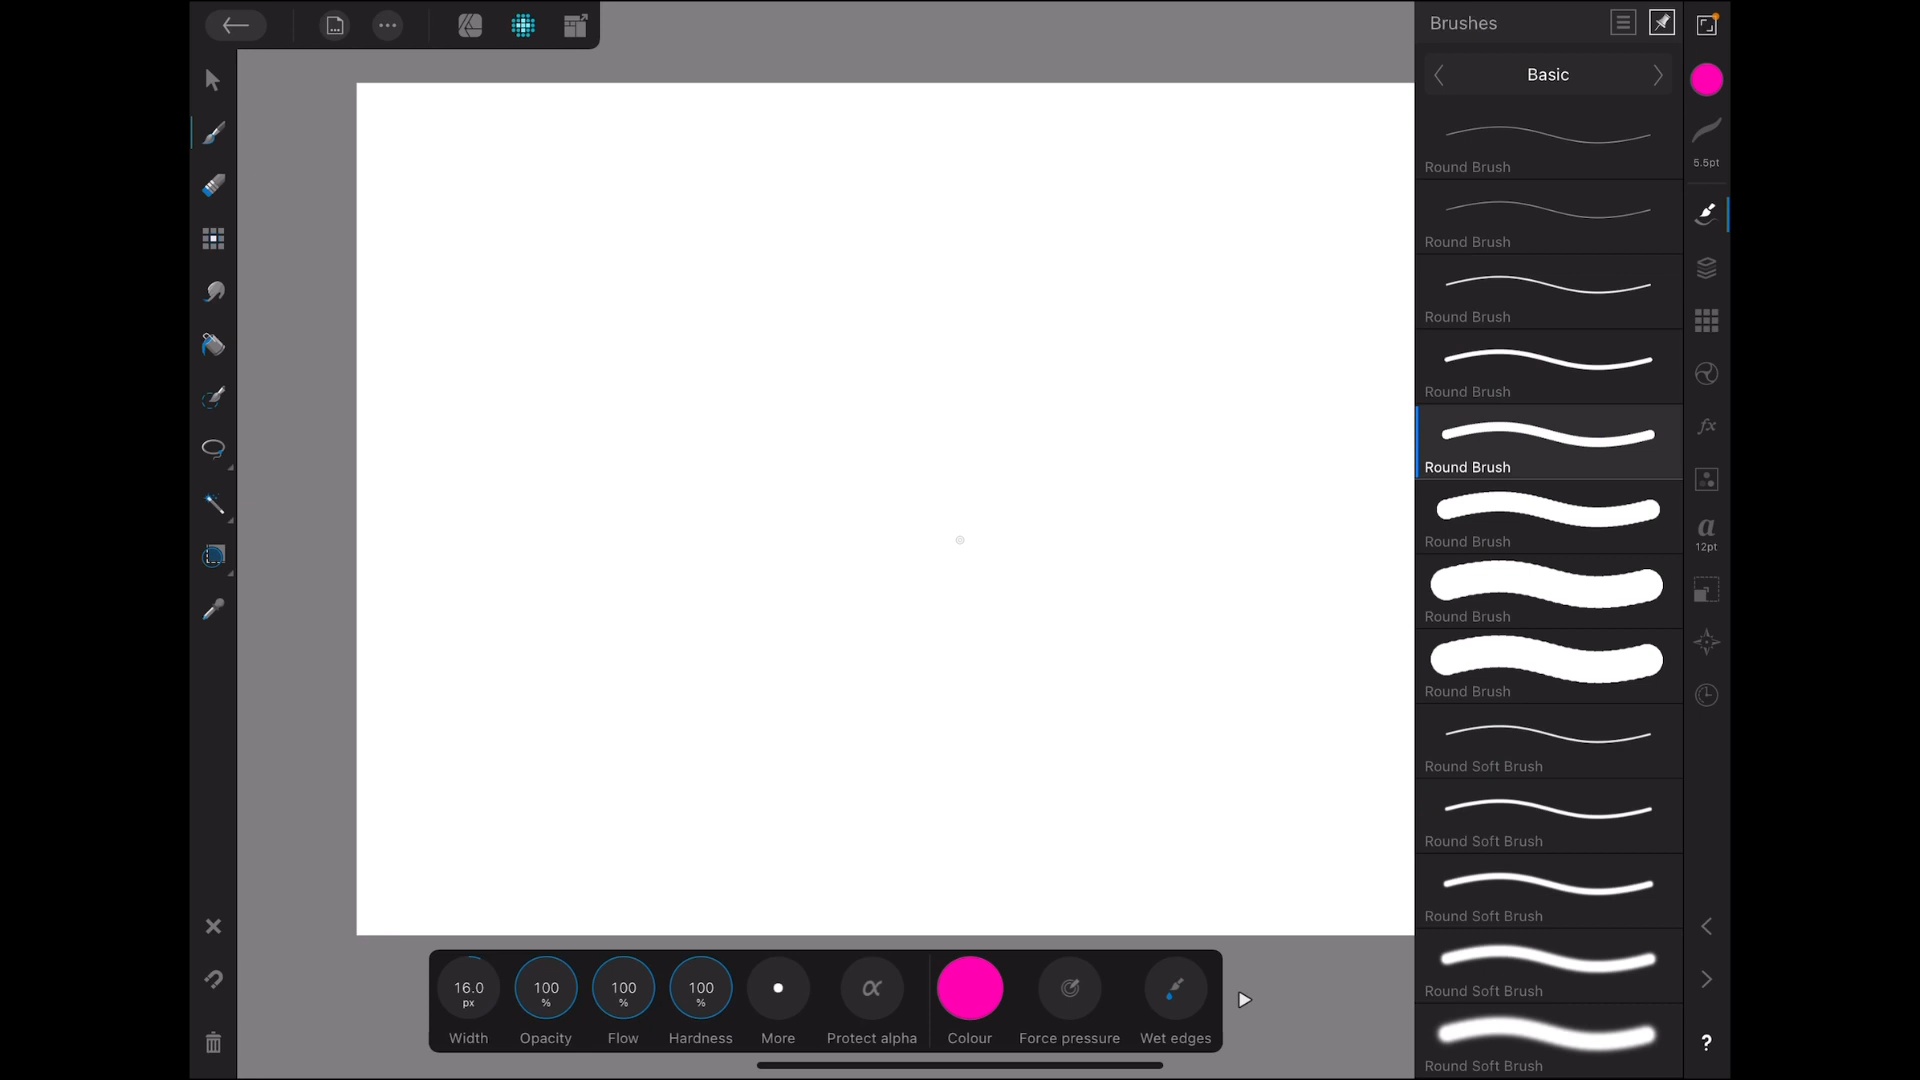 Brushes
Basic
Round Brush
5.5pt
Round Brush
Round Brush
Round Brush
Round Brush
Round Brush
a
12pt
Round Brush
Round Brush
Round Soft Brush
Round Soft Brush
Round Soft Brush
Round Soft Brush
Round Soft Brush
fx
?
16.0
px
100
%
100
%
100
%
α
Width
Opacity
Flow
Hardness
More
Protect alpha
Colour
Force pressure
Wet edges